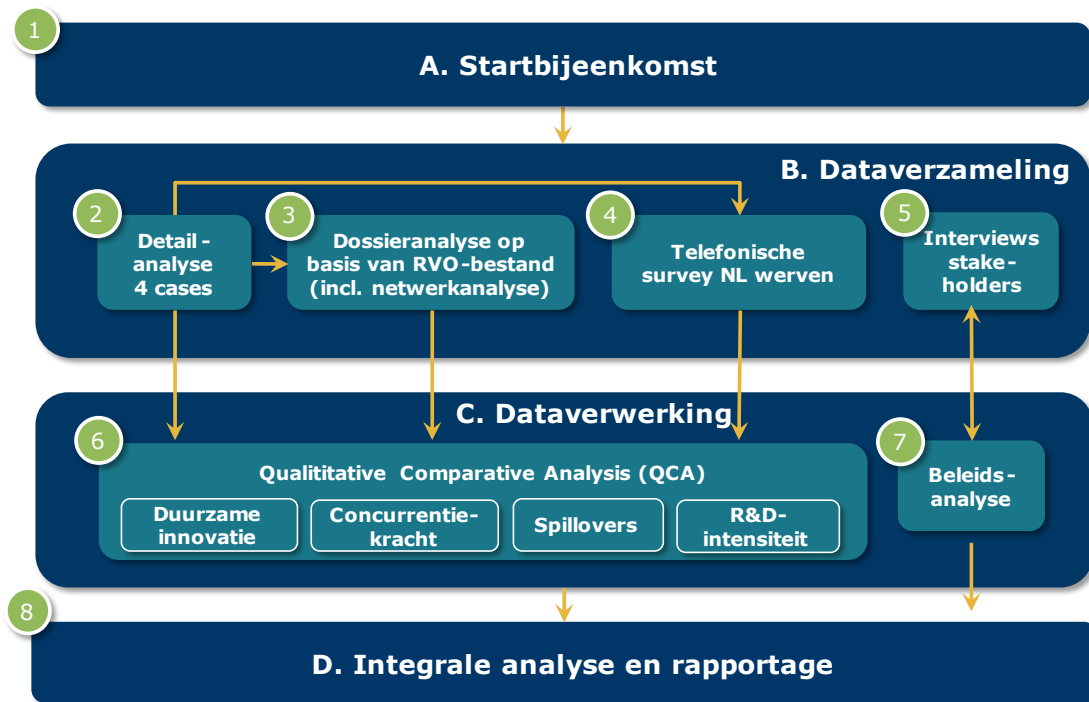 1
A. Startbijeenkomst
B. Dataverzameling
2
Detail-
analyse
4 cases
3
Dossieranalyse op
basis van RVO-bestand
(incl. netwerkanalyse)
4
Telefonische
survey NL werven
5
Interviews
stake-
holders
C. Dataverwerking
6
Qualititative Comparative Analysis (QCA)
Duurzame
innovatie
Concurrentie-
kracht
Spillovers
R&D-
intensiteit
7
Beleids-
analyse
8
D. Integrale analyse en rapportage